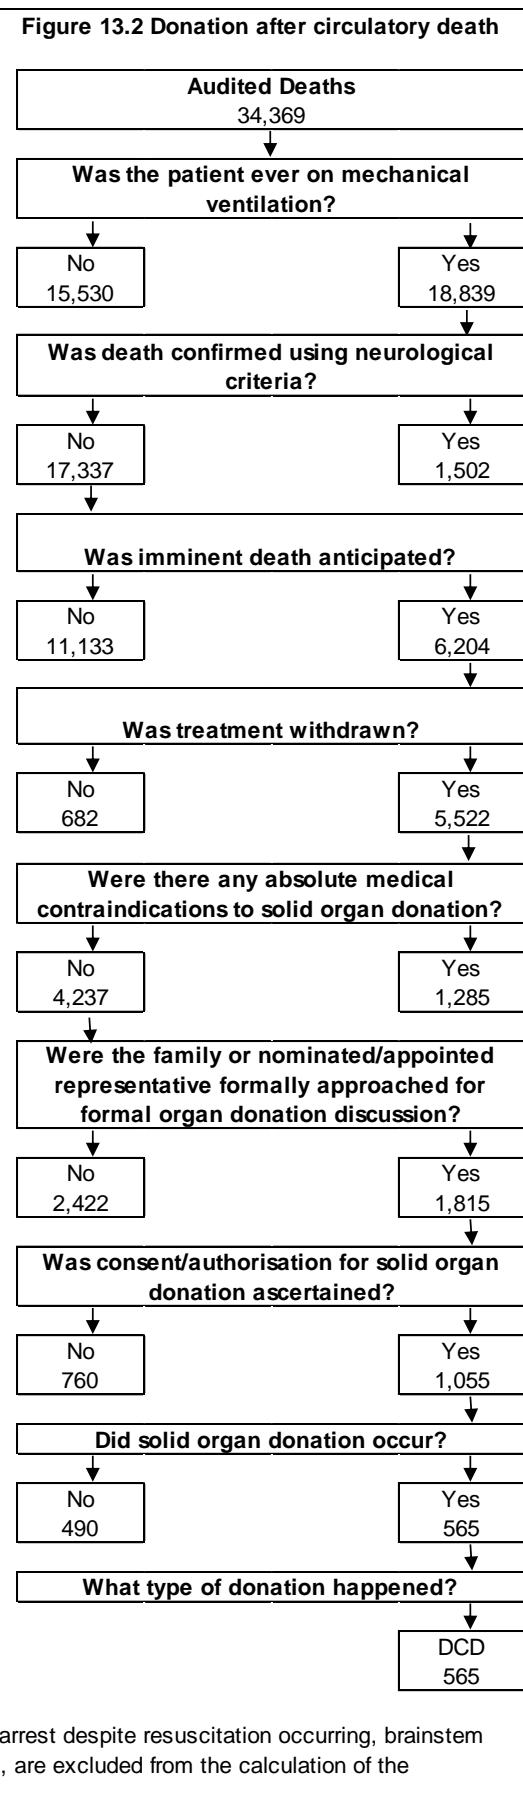 Figure 13.2 Donation after circulatory death
Audited Deaths
34,369
Was the patient ever on mechanical
ventilation?
No
15,530
Yes
18,839
Was death confirmed using neurological
criteria?
No
17,337
Yes
1,502
Was imminent death anticipated?
No
11,133
Yes
6,204
Was treatment withdrawn?
No
682
Yes
5,522
Were there any absolute medical
contraindications to solid organ donation?
No
4,237
Yes
1,285
Were the family or nominated/appointed
representative formally approached for
formal organ donation discussion?
No
2,422
Yes
1,815
Was consent/authorisation for solid organ
donation ascertained?
No
760
Yes
1,055
Did solid organ donation occur?
No
490
Yes
565
What type of donation happened?
DCD
565
arrest despite resuscitation occurring, brainstem
, are excluded from the calculation of the